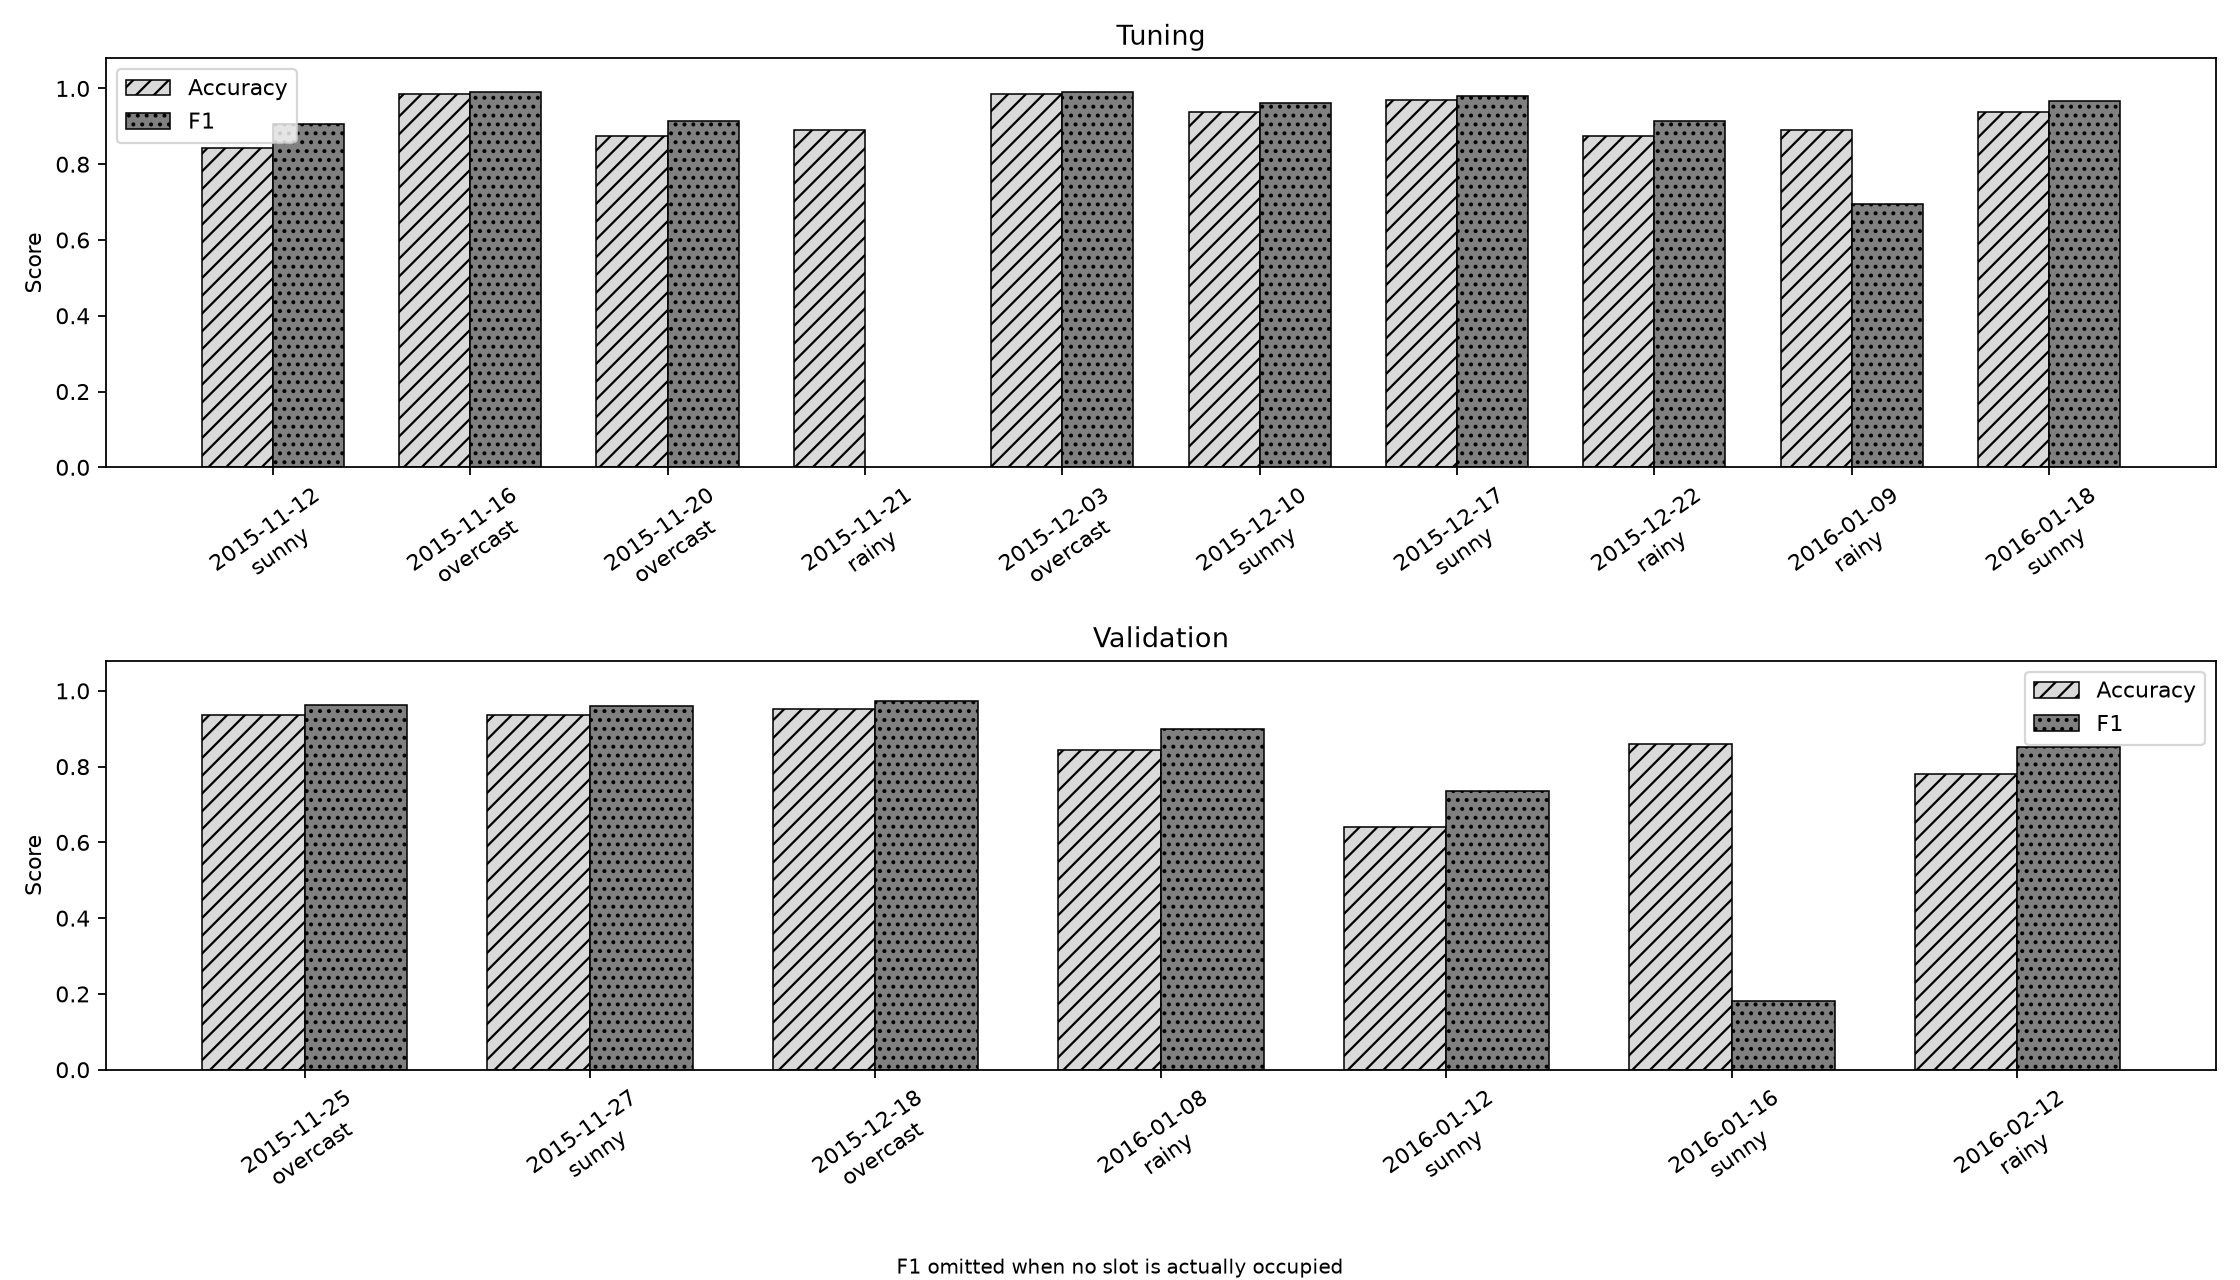 Tuning
Accuracy
F1
Score
1.0
0.8
0.6
0.4
0.2
0.0
2015-11-12
sunny
2015-11-16
overcast
2015-11-20
overcast
2015-11-21
rainy
2015-12-03
overcast
2015-12-10
sunny
2015-12-17
sunny
2015-12-22
rainy
2016-01-09
rainy
2016-01-18
sunny
Validation
Accuracy
F1
Score
1.0
0.8
0.6
0.4
0.2
0.0
2015-11-25
overcast
2015-11-27
sunny
2015-12-18
overcast
2016-01-08
rainy
2016-01-12
sunny
2016-01-16
sunny
2016-02-12
rainy
F1 omitted when no slot is actually occupied